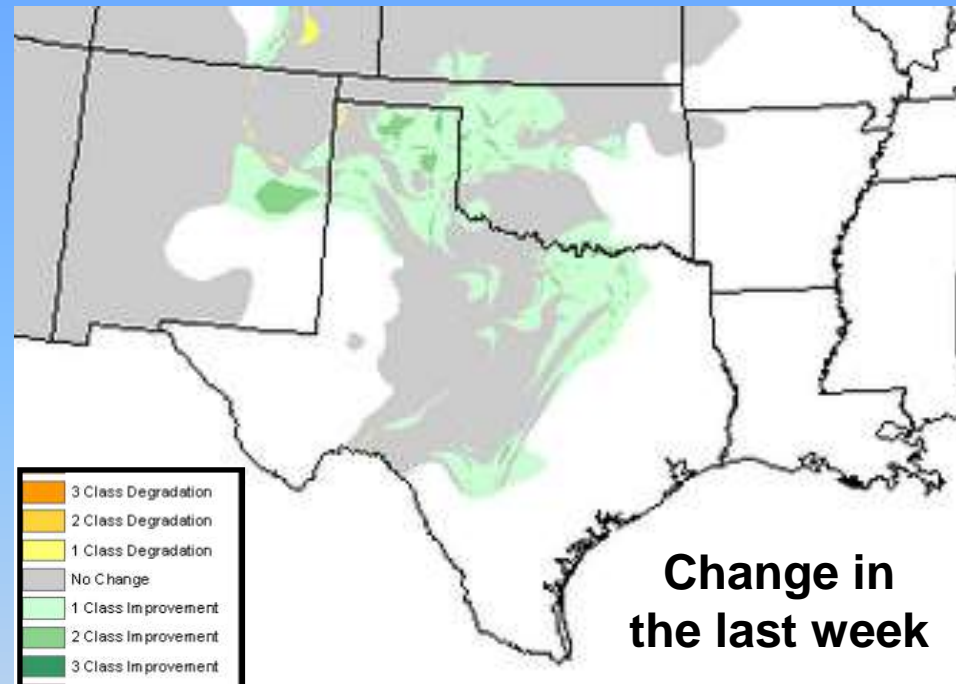 3 Class Degradation
2 Class Degradation
1 Class Degradation
No Change
1 Class Improvement
2 Class Improvement
3 Class Improvement
Change in
the last week